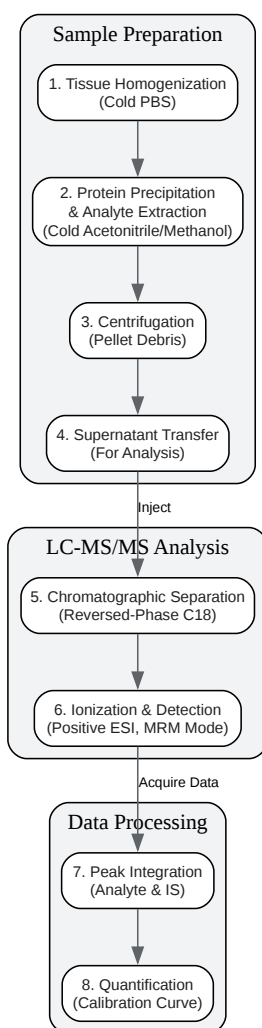 Sample Preparation
1. Tissue Homogenization
(Cold PBS)
2. Protein Precipitation
& Analyte Extraction
(Cold Acetonitrile/Methanol)
3. Centrifugation
(Pellet Debris)
4. Supernatant Transfer
(For Analysis)
Inject
LC-MS/MS Analysis
5. Chromatographic Separation
(Reversed-Phase C18)
6. Ionization & Detection
(Positive ESI, MRM Mode)
Acquire Data
Data Processing
7. Peak Integration
(Analyte & IS)
8. Quantification
(Calibration Curve)